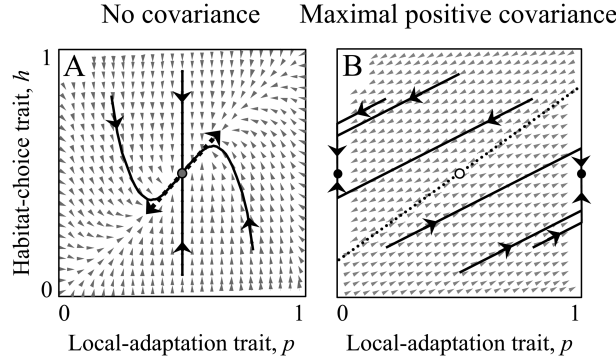 No covariance
Maximal positive covariance
A
B
1
0
Habitat-choice trait, h
0
1
0
1
Local-adaptation trait, p
Local-adaptation trait, p